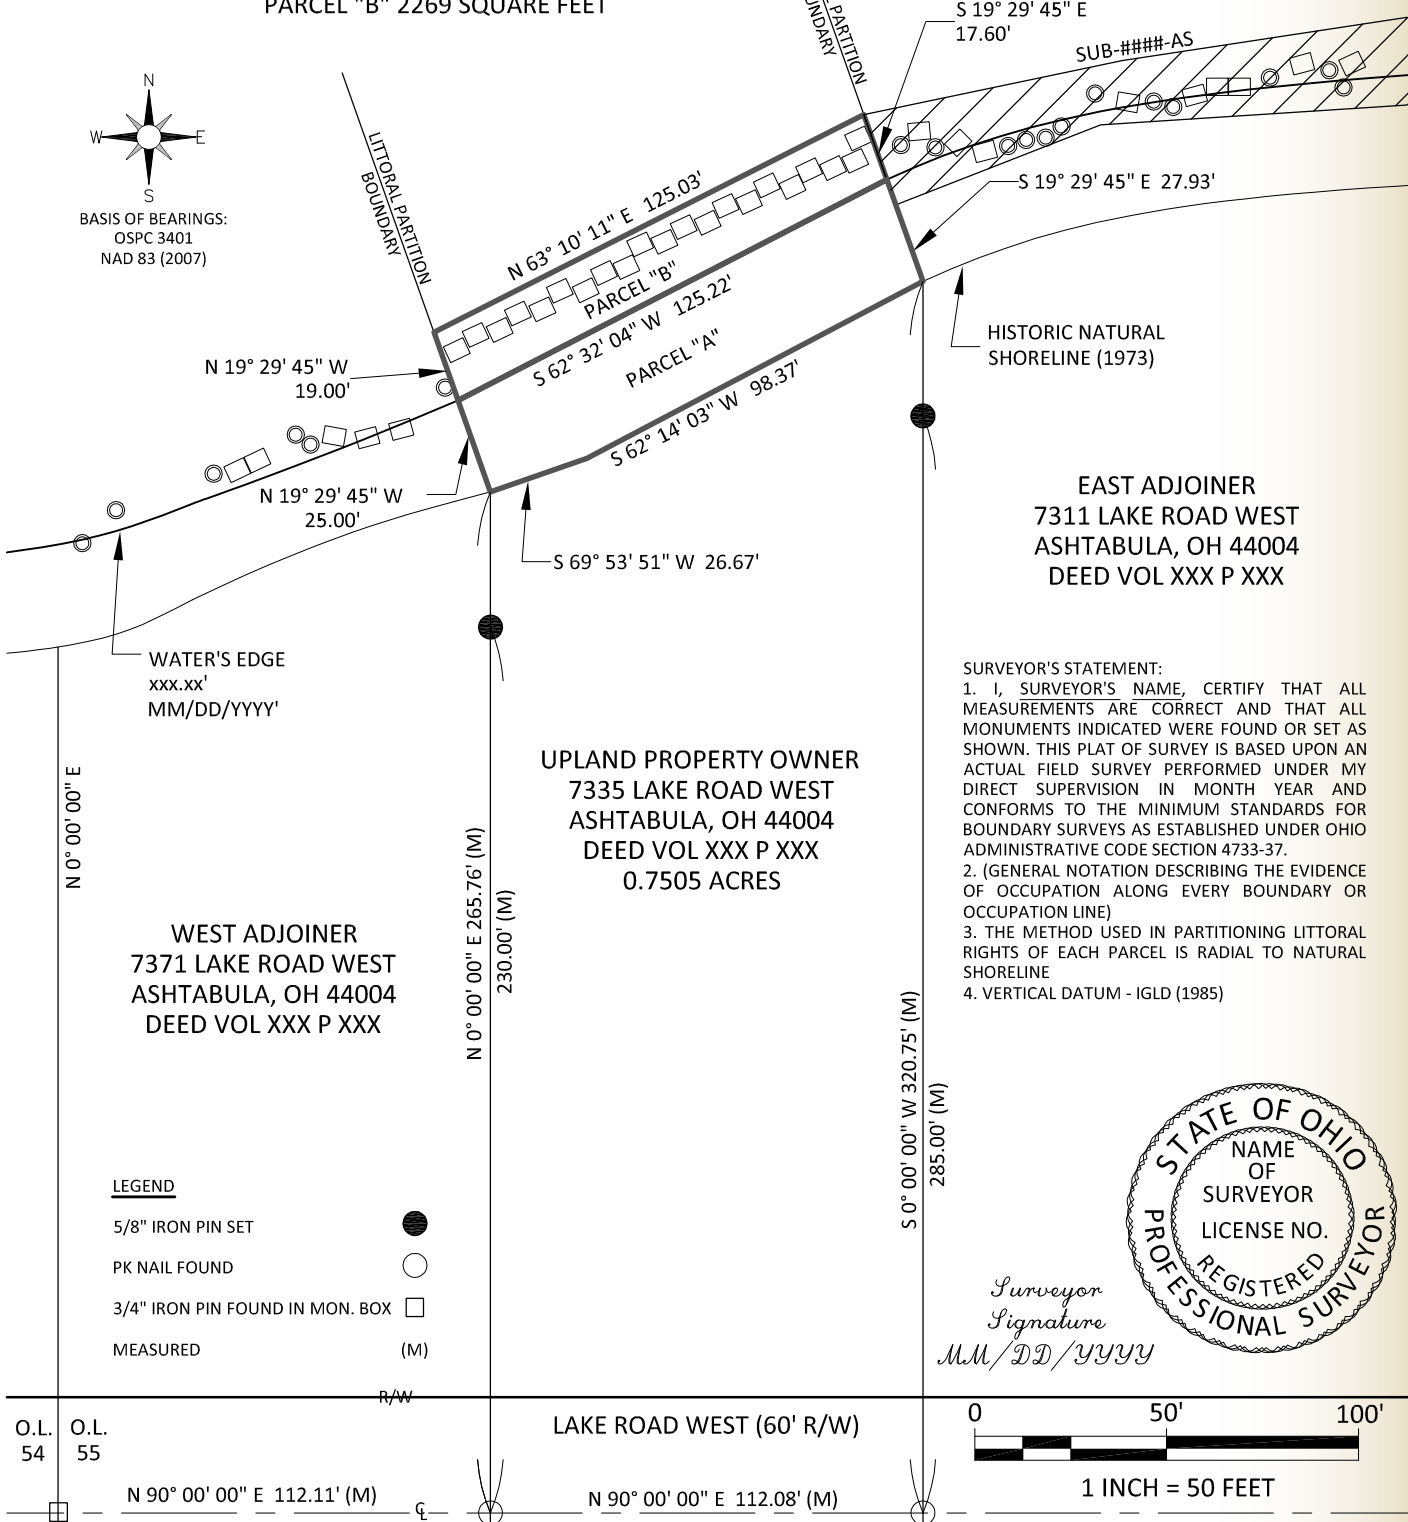 PARCEL "B" 2269 SQUARE FEET
S 19° 29' 45" E
17.60'
SUB-####-AS
PARTITION
N
W
E
S
BASIS OF BEARINGS:
OSPC 3401
NAD 83 (2007)
LITTORAL PARTITION
BOUNDARY
N 63° 10' 11" E 125.03'
S 19° 29' 45" E 27.93'
PARCEL "B"
S 62° 32' 04" W 125.22'
PARCEL "A"
S 62° 14' 03" W 98.37'
HISTORIC NATURAL
SHORELINE (1973)
N 19° 29' 45" W
19.00'
N 19° 29' 45" W
25.00'
S 69° 53' 51" W 26.67'
EAST ADJOINER
7311 LAKE ROAD WEST
ASHTABULA, OH 44004
DEED VOL XXX P XXX
WATER'S EDGE
xxx.xx'
MM/DD/YYYY'
SURVEYOR'S STATEMENT:
1. I, SURVEYOR'S NAME, CERTIFY THAT ALL
MEASUREMENTS ARE CORRECT AND THAT ALL
MONUMENTS INDICATED WERE FOUND OR SET AS
SHOWN. THIS PLAT OF SURVEY IS BASED UPON AN
ACTUAL FIELD SURVEY PERFORMED UNDER MY
DIRECT SUPERVISION IN MONTH YEAR AND
CONFORMS TO THE MINIMUM STANDARDS FOR
BOUNDARY SURVEYS AS ESTABLISHED UNDER OHIO
ADMINISTRATIVE CODE SECTION 4733-37.
2. (GENERAL NOTATION DESCRIBING THE EVIDENCE
OF OCCUPATION ALONG EVERY BOUNDARY OR
OCCUPATION LINE)
3. THE METHOD USED IN PARTITIONING LITTORAL
RIGHTS OF EACH PARCEL IS RADIAL TO NATURAL
SHORELINE
4. VERTICAL DATUM - IGLD (1985)
N 0° 00' 00" E
UPLAND PROPERTY OWNER
7335 LAKE ROAD WEST
ASHTABULA, OH 44004
DEED VOL XXX P XXX
0.7505 ACRES
N 0° 00' 00" E 265.76' (M)
230.00' (M)
WEST ADJOINER
7371 LAKE ROAD WEST
ASHTABULA, OH 44004
DEED VOL XXX P XXX
S 0° 00' 00" W 320.75' (M)
285.00' (M)
STATE OF OHIO
NAME
OF
SURVEYOR
LICENSE NO.
REGISTERED
PROFESSIONAL SURVEYOR
LEGEND
5/8" IRON PIN SET
PK NAIL FOUND
3/4" IRON PIN FOUND IN MON. BOX
MEASURED (M)
Surveyor
Signature
MM/DD/YYYY
R/W
O.L. O.L.
54 55
LAKE ROAD WEST (60' R/W)
0 50' 100'
1 INCH = 50 FEET
N 90° 00' 00" E 112.11' (M)
CL
N 90° 00' 00" E 112.08' (M)